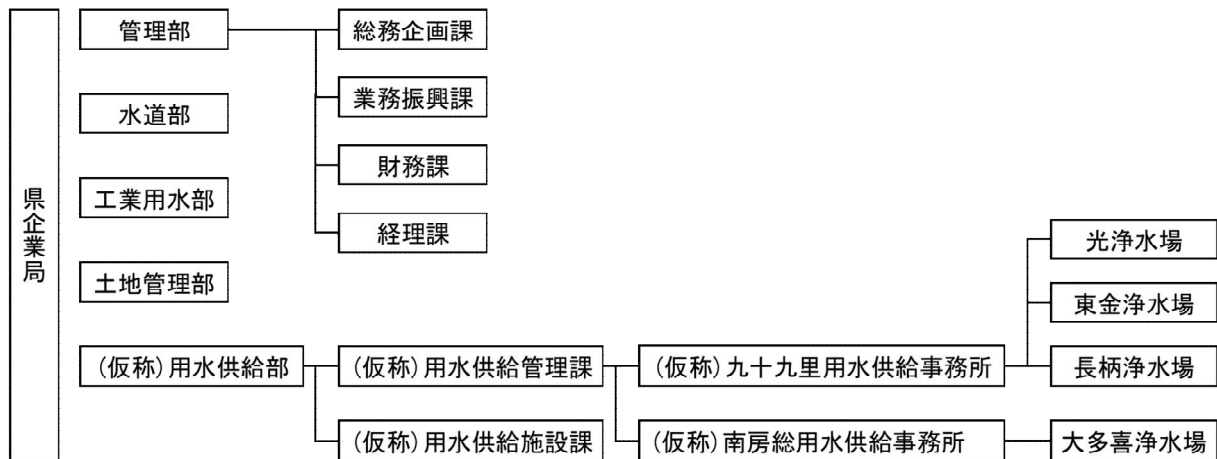 県企業局
管理部
総務企画課
業務振興課
財務課
経理課
水道部
工業用水部
土地管理部
(仮称)用水供給部
(仮称)用水供給管理課
(仮称)用水供給施設課
(仮称)九十九里用水供給事務所
(仮称)南房総用水供給事務所
光浄水場
東金浄水場
長柄浄水場
大多喜浄水場